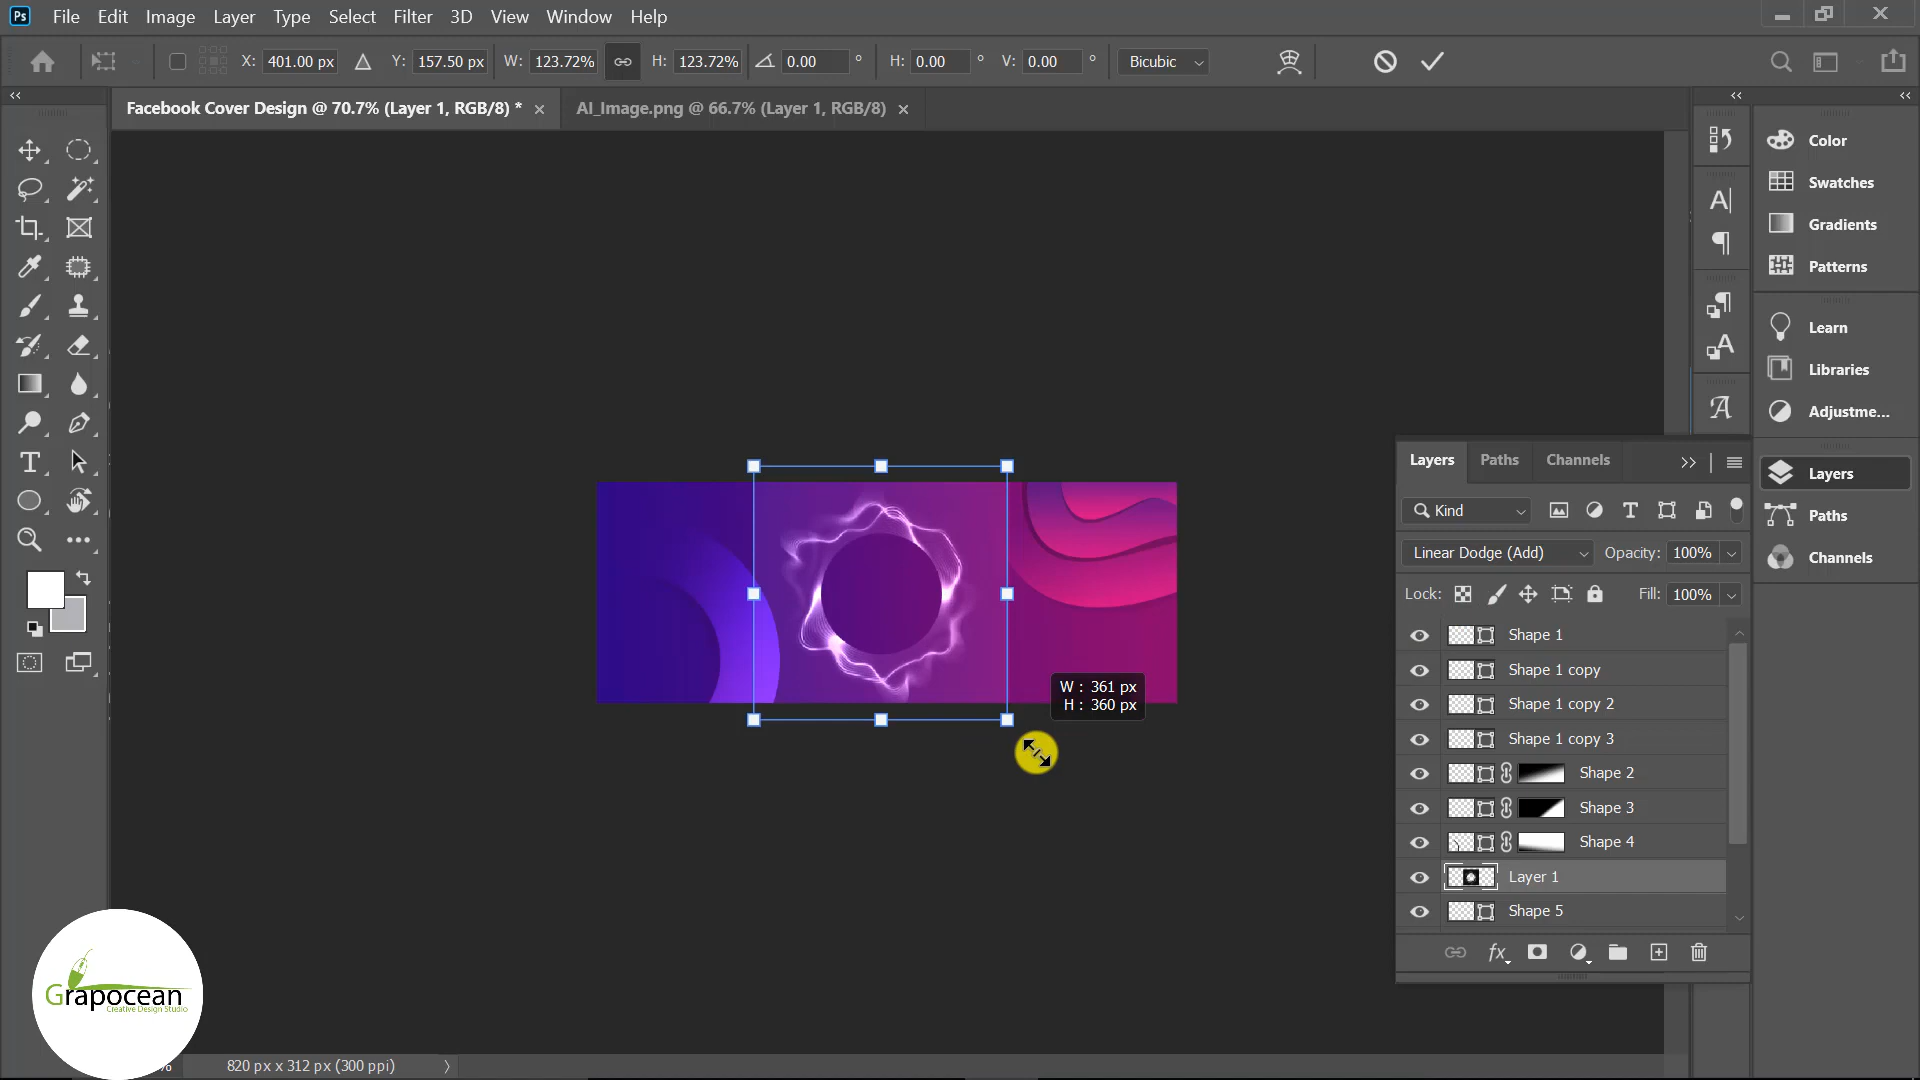 Ps File Edit Image Layer Type Select Filter 3D View Window Help
X: 401.00 px Y: 157.50 px W: 123.72% H: 123.72% 0.00 ° H: 0.00 ° V: 0.00 ° Bicubic
Facebook Cover Design @ 70.7% (Layer 1, RGB/8) * × AI_Image.png @ 66.7% (Layer 1, RGB/8) ×
Color
Swatches
Gradients
Patterns
Learn
Libraries
Adjustme...
Layers
Paths
Channels
Layers Paths Channels
Kind
Linear Dodge (Add) Opacity: 100%
Lock: Fill: 100%
Shape 1
Shape 1 copy
Shape 1 copy 2
Shape 1 copy 3
Shape 2
Shape 3
Shape 4
Layer 1
Shape 5
fx
W : 361 px
H : 360 px
Grapocean
Creative Design Studio
% 820 px x 312 px (300 ppi)